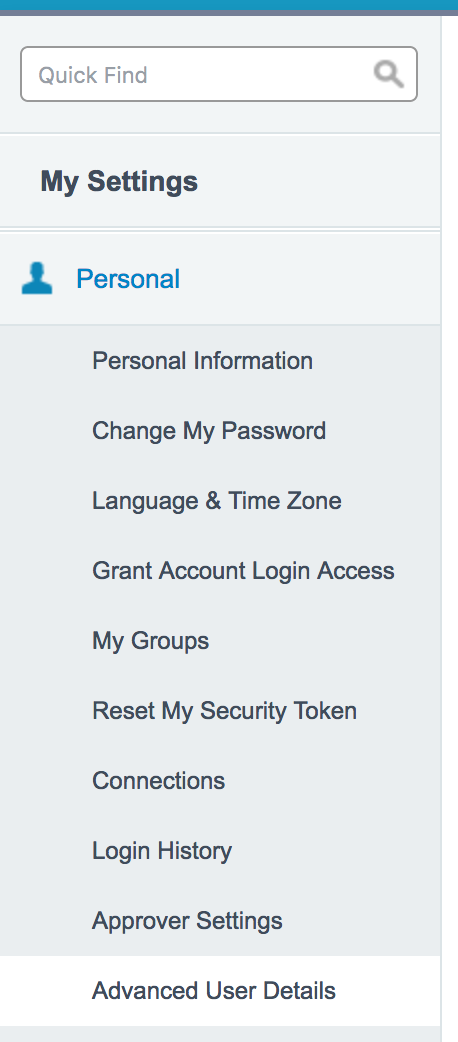 Quick Find
My Settings
Personal
Personal Information
Change My Password
Language & Time Zone
Grant Account Login Access
My Groups
Reset My Security Token
Connections
Login History
Approver Settings
Advanced User Details